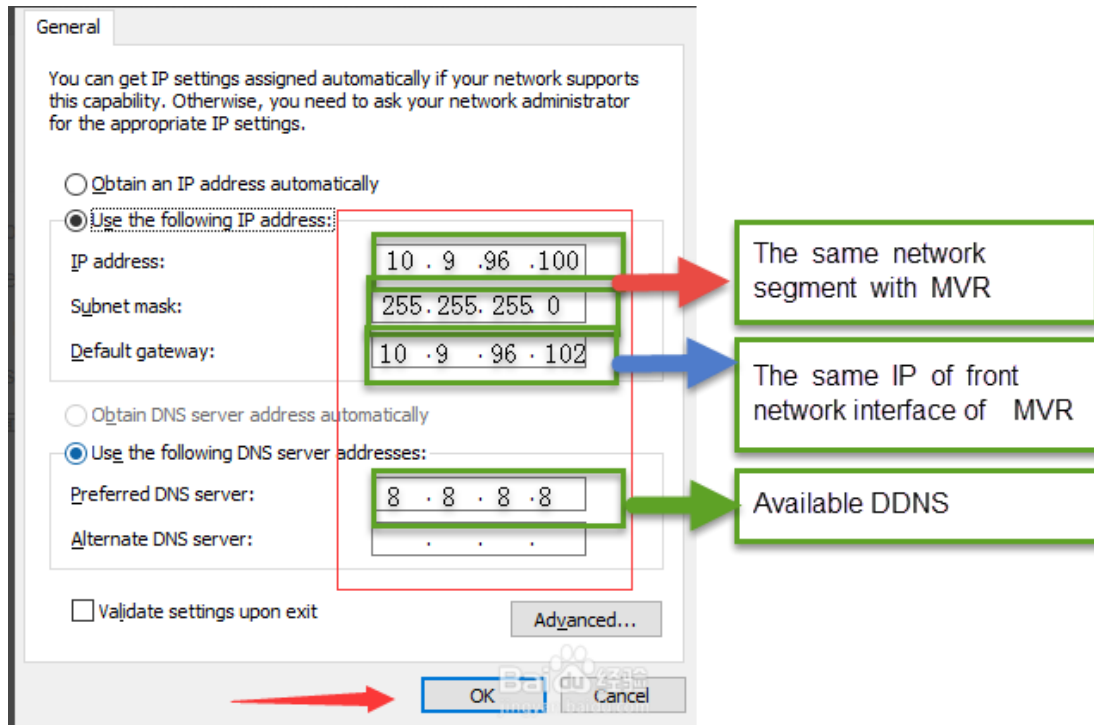 General
You can get IP settings assigned automatically if your network supports
this capability. Otherwise, you need to ask your network administrator
for the appropriate IP settings.
Obtain an IP address automatically
Use the following IP address:
IP address:
10 . 9 .96 .100
Subnet mask:
255.255.255. 0
Default gateway:
10 .9 .96 .102
Obtain DNS server address automatically
Use the following DNS server addresses:
Preferred DNS server:
8 .8 .8 .8
Alternate DNS server:
. . .
Validate settings upon exit
Advanced...
OK
Cancel
The same network
segment with MVR
The same IP of front
network interface of MVR
Available DDNS
Baidu 经验